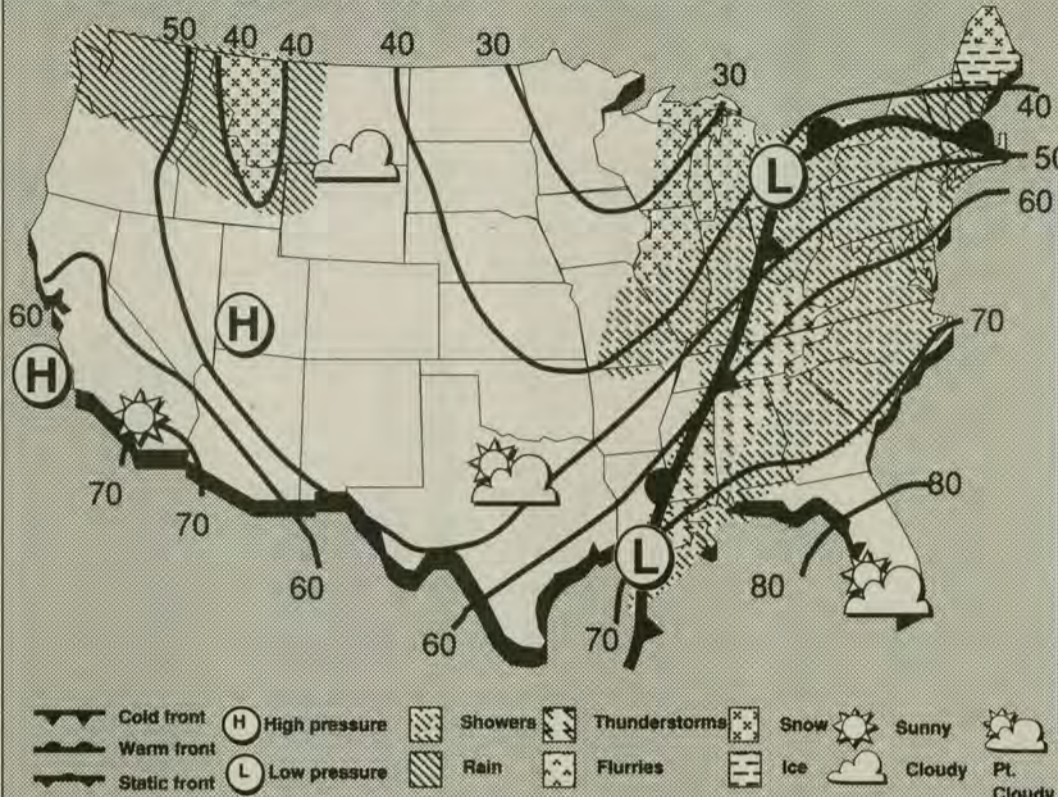 50 40 40 40 30
30
40
50
60
60
H
H
L
70
70
70
80
L
60
60
70
80
Cold front H High pressure Showers Thunderstorms Snow Sunny
Warm front
Static front L Low pressure Rain Flurries Ice Cloudy Pt.
Cloudy